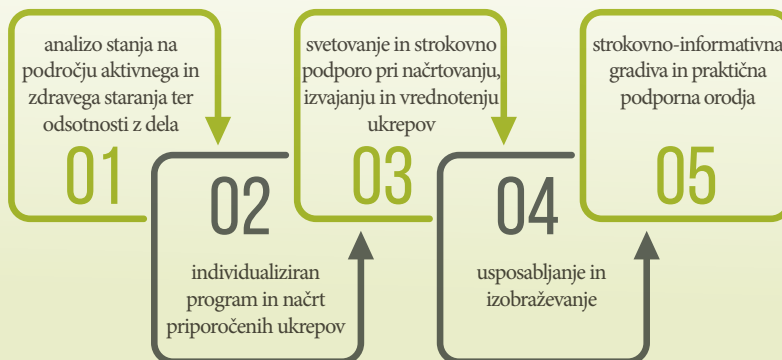 analizo stanja na
področju aktivnega in
zdravega staranja ter
odsotnosti z dela
01
02
individualiziran
program in načrt
priporočenih ukrepov
svetovanje in strokovno
podporo pri načrtovanju,
izvajanju in vrednotenju
ukrepov
03
04
usposabljanje in
izobraževanje
strokovno-informativna
gradiva in praktična
podporna orodja
05